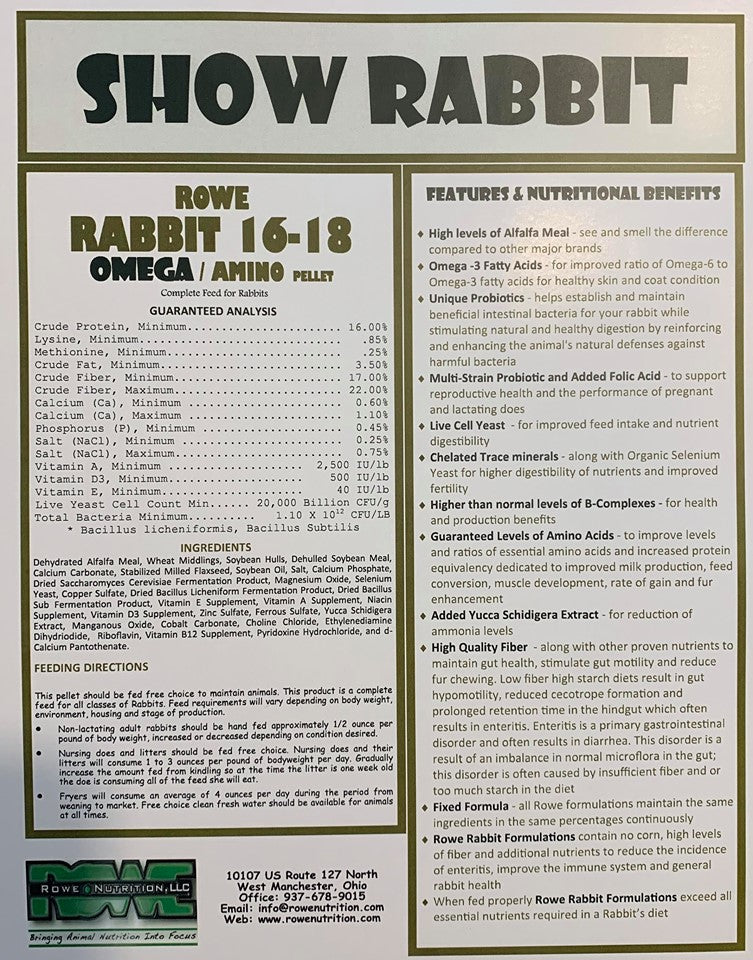 SHOW RABBIT
ROWE
RABBIT 16-18
OMEGA / AMINO PELLET
Complete Feed for Rabbits
GUARANTEED ANALYSIS
Crude Protein, Minimum....................... 16.00%
Lysine, Minimum.................................. .85%
Methionine, Minimum.......................... .25%
Crude Fat, Minimum............................ 3.50%
Crude Fiber, Minimum......................... 17.00%
Crude Fiber, Maximum......................... 22.00%
Calcium (Ca), Minimum ....................... 0.60%
Calcium (Ca), Maximum ....................... 1.10%
Phosphorus (P), Minimum ..................... 0.45%
Salt (NaCl), Minimum ........................ 0.25%
Salt (NaCl), Maximum......................... 0.75%
Vitamin A, Minimum .................... 2,500 IU/lb
Vitamin D3, Minimum...................... 500 IU/lb
Vitamin E, Minimum ....................... 40 IU/lb
Live Yeast Cell Count Min..... 20,000 Billion CFU/g
Total Bacteria Minimum.......... 1.10 X 10¹² CFU/LB
* Bacillus licheniformis, Bacillus Subtilis
INGREDIENTS
Dehydrated Alfalfa Meal, Wheat Middlings, Soybean Hulls, Dehulled Soybean Meal,
Calcium Carbonate, Stabilized Milled Flaxseed, Soybean Oil, Salt, Calcium Phosphate,
Dried Saccharomyces Cerevisiae Fermentation Product, Magnesium Oxide, Selenium
Yeast, Copper Sulfate, Dried Bacillus Licheniform Fermentation Product, Dried Bacillus
Sub Fermentation Product, Vitamin E Supplement, Vitamin A Supplement, Niacin
Supplement, Vitamin D3 Supplement, Zinc Sulfate, Ferrous Sulfate, Yucca Schidigera
Extract, Manganous Oxide, Cobalt Carbonate, Choline Chloride, Ethylenediamine
Dihydriodide, Riboflavin, Vitamin B12 Supplement, Pyridoxine Hydrochloride, and d-
Calcium Pantothenate.
FEEDING DIRECTIONS
This pellet should be fed free choice to maintain animals. This product is a complete
feed for all classes of Rabbits. Feed requirements will vary depending on body weight,
environment, housing and stage of production.
• Non-lactating adult rabbits should be hand fed approximately 1/2 ounce per
pound of body weight, increased or decreased depending on condition desired.
• Nursing does and litters should be fed free choice. Nursing does and their
litters will consume 1 to 3 ounces per pound of bodyweight per day. Gradually
increase the amount fed from kindling so at the time the litter is one week old
the doe is consuming all of the feed she will eat.
• Fryers will consume an average of 4 ounces per day during the period from
weaning to market. Free choice clean fresh water should be available for animals
at all times.
ROWE
ROWE NUTRITION, LLC
Bringing Animal Nutrition Into Focus
10107 US Route 127 North
West Manchester, Ohio
Office: 937-678-9015
Email: info@rowenutrition.com
Web: www.rowenutrition.com
FEATURES & NUTRITIONAL BENEFITS
♦ High levels of Alfalfa Meal - see and smell the difference
compared to other major brands
♦ Omega -3 Fatty Acids - for improved ratio of Omega-6 to
Omega-3 fatty acids for healthy skin and coat condition
♦ Unique Probiotics - helps establish and maintain
beneficial intestinal bacteria for your rabbit while
stimulating natural and healthy digestion by reinforcing
and enhancing the animal's natural defenses against
harmful bacteria
♦ Multi-Strain Probiotic and Added Folic Acid - to support
reproductive health and the performance of pregnant
and lactating does
♦ Live Cell Yeast - for improved feed intake and nutrient
digestibility
♦ Chelated Trace minerals - along with Organic Selenium
Yeast for higher digestibility of nutrients and improved
fertility
♦ Higher than normal levels of B-Complexes - for health
and production benefits
♦ Guaranteed Levels of Amino Acids - to improve levels
and ratios of essential amino acids and increased protein
equivalency dedicated to improved milk production, feed
conversion, muscle development, rate of gain and fur
enhancement
♦ Added Yucca Schidigera Extract - for reduction of
ammonia levels
♦ High Quality Fiber - along with other proven nutrients to
maintain gut health, stimulate gut motility and reduce
fur chewing. Low fiber high starch diets result in gut
hypomotility, reduced cecotrope formation and
prolonged retention time in the hindgut which often
results in enteritis. Enteritis is a primary gastrointestinal
disorder and often results in diarrhea. This disorder is a
result of an imbalance in normal microflora in the gut;
this disorder is often caused by insufficient fiber and or
too much starch in the diet
♦ Fixed Formula - all Rowe formulations maintain the same
ingredients in the same percentages continuously
♦ Rowe Rabbit Formulations contain no corn, high levels
of fiber and additional nutrients to reduce the incidence
of enteritis, improve the immune system and general
rabbit health
♦ When fed properly Rowe Rabbit Formulations exceed all
essential nutrients required in a Rabbit's diet